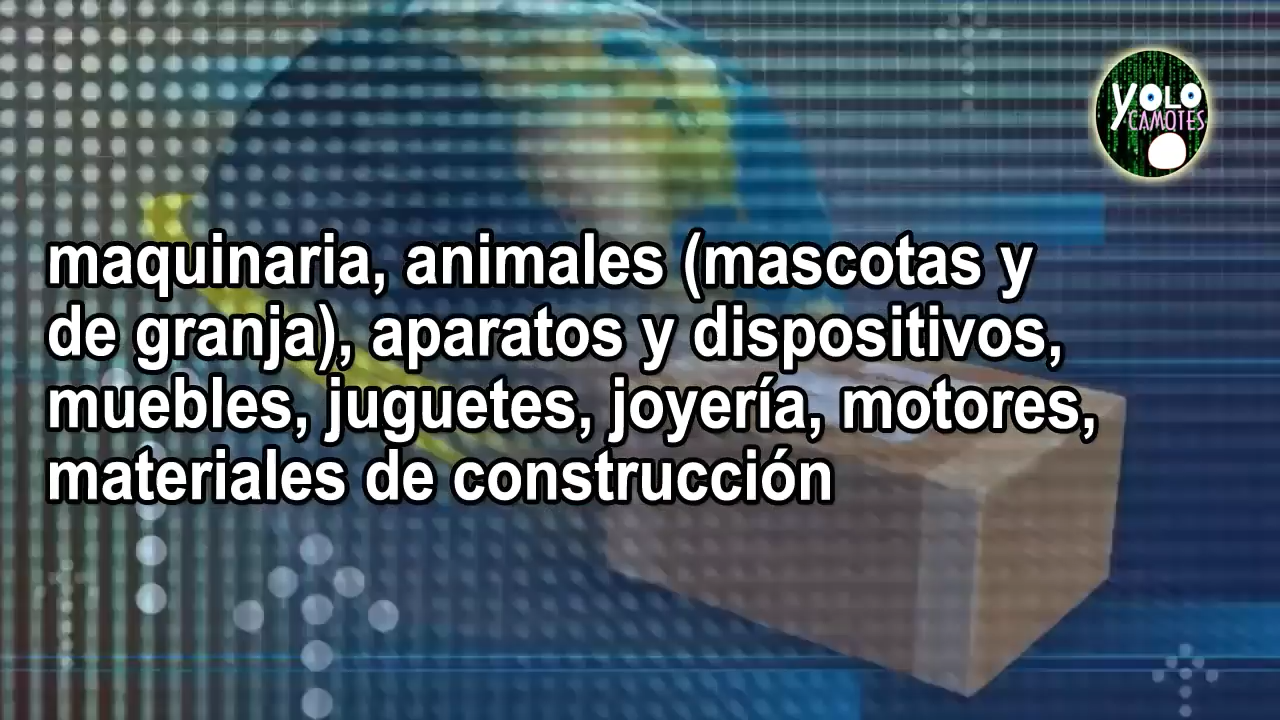 YOLO
CAMOTES
maquinaria, animales (mascotas y
de granja), aparatos y dispositivos,
muebles, juguetes, joyería, motores,
materiales de construcción